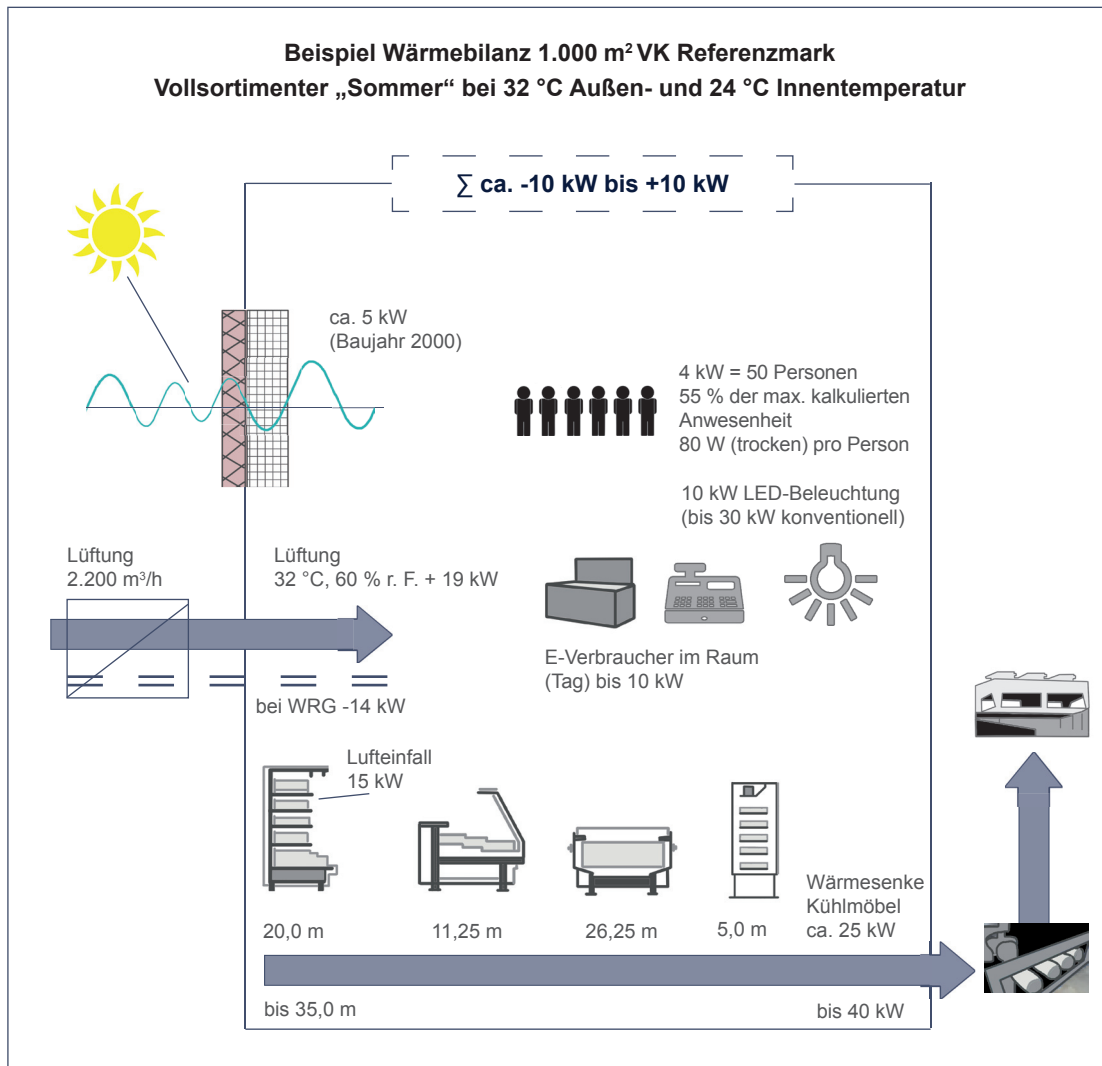 Beispiel Wärmebilanz 1.000 m² VK Referenzmark
Vollsortimenter „Sommer“ bei 32 °C Außen- und 24 °C Innentemperatur
∑ ca. -10 kW bis +10 kW
ca. 5 kW
(Baujahr 2000)
4 kW = 50 Personen
55 % der max. kalkulierten
Anwesenheit
80 W (trocken) pro Person
10 kW LED-Beleuchtung
(bis 30 kW konventionell)
Lüftung
2.200 m³/h
Lüftung
32 °C, 60 % r. F. + 19 kW
E-Verbraucher im Raum
(Tag) bis 10 kW
bei WRG -14 kW
Lufteinfall
15 kW
Wärmesenke
Kühlmöbel
ca. 25 kW
20,0 m
11,25 m
26,25 m
5,0 m
bis 35,0 m
bis 40 kW